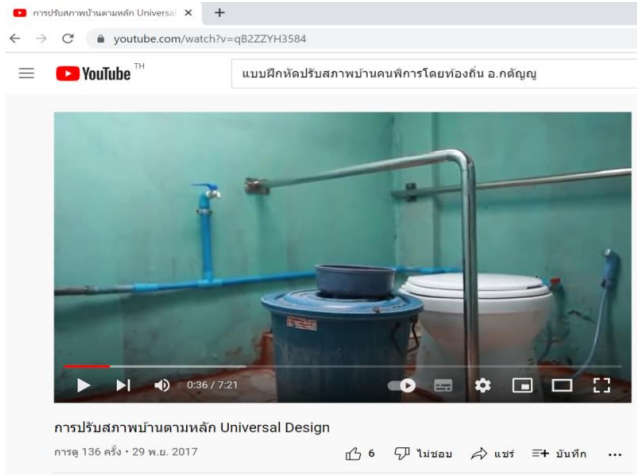 การปรับสภาพบ้านตามหลัก Universal
youtube.com/watch?v=qB2ZZYH3584
YouTube TH
แบบฝึกหัดปรับสภาพบ้านคนพิการโดยท้องถิ่น อ.กตัญญู
0:36 / 7:21
การปรับสภาพบ้านตามหลัก Universal Design
การดู 136 ครั้ง • 29 พ.ย. 2017
6 ไม่ชอบ แชร์ บันทึก